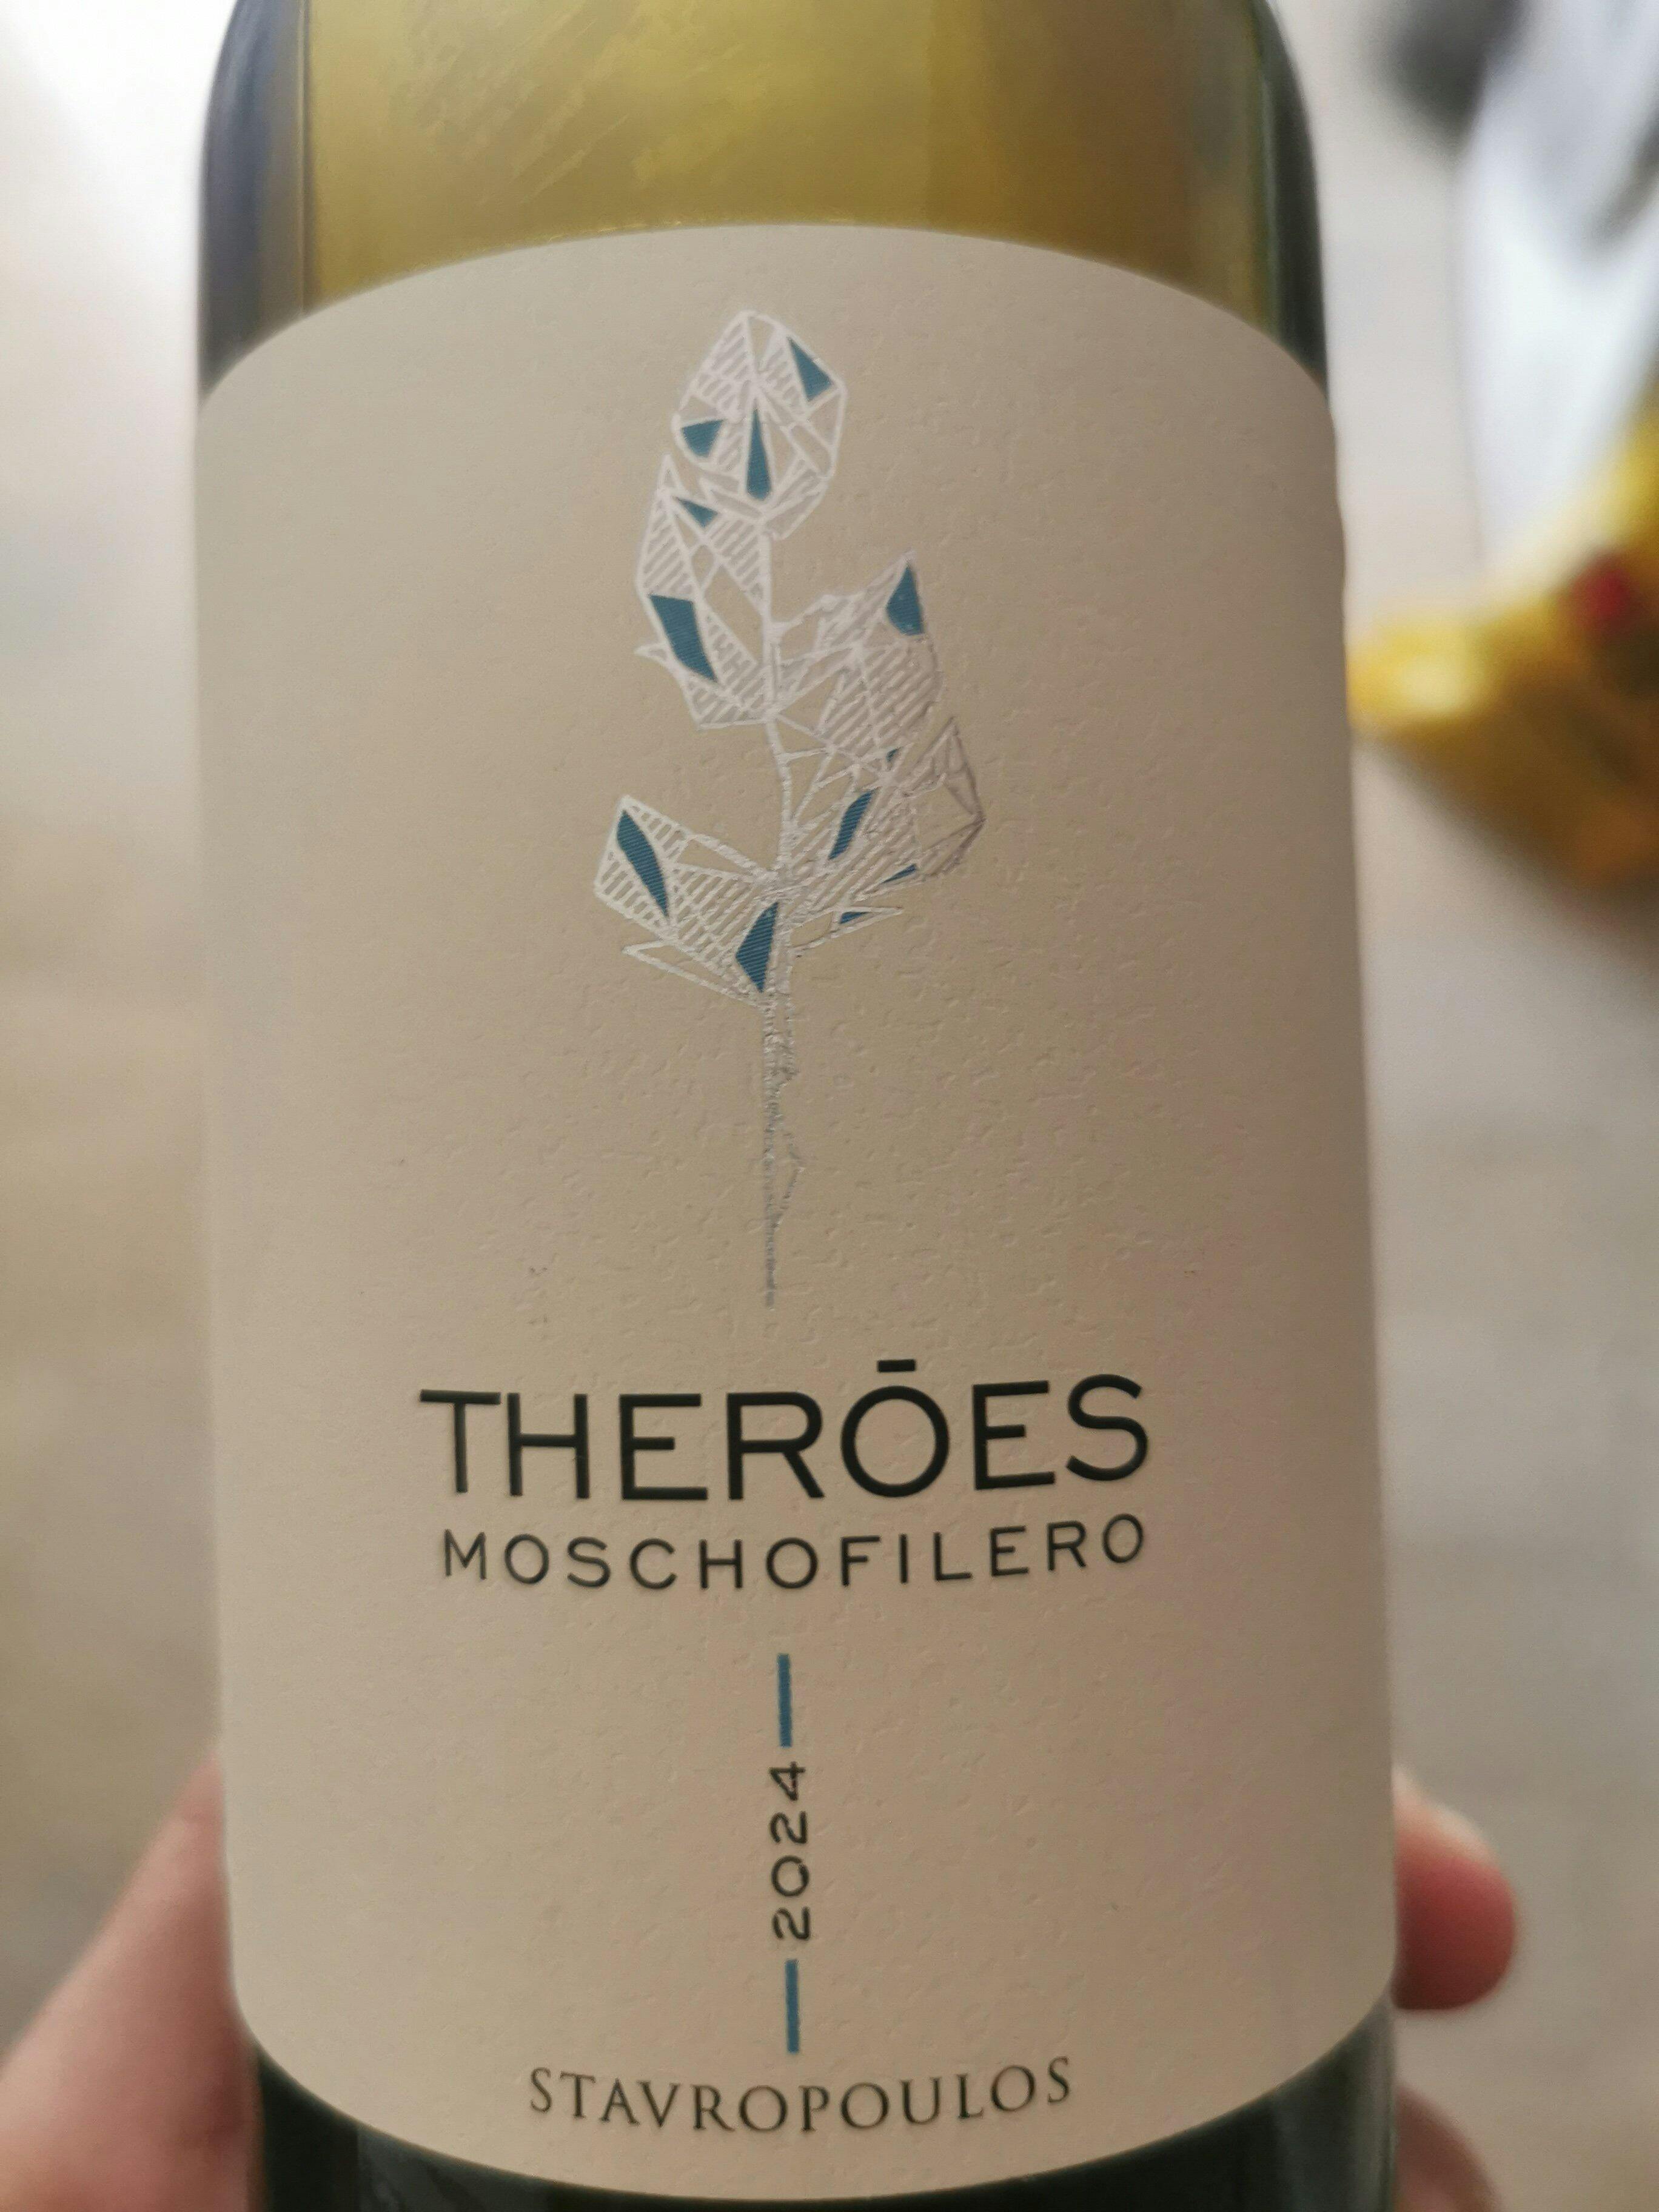 THERŌES
MOSCHOFILERO
2024
STAVROPOULOS